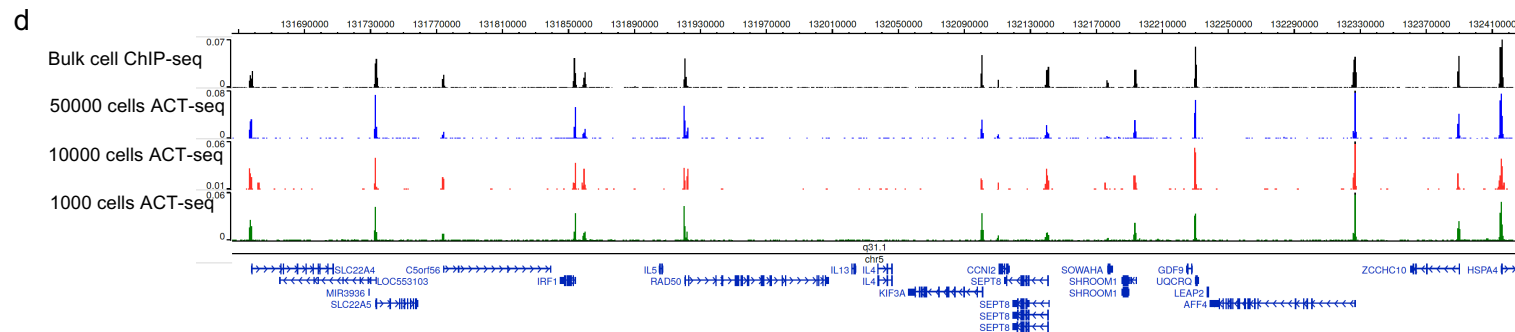 d
131690000 131730000 131770000 131810000 131850000 131890000 131930000 131970000 132010000 132050000 132090000 132130000 132170000 132210000 132250000 132290000 132330000 132370000 132410000
0.07
Bulk cell ChIP-seq
0
0.08
50000 cells ACT-seq
0
0.06
10000 cells ACT-seq
0.01
0.06
1000 cells ACT-seq
0
q31.1
chr5
SLC22A4 C5orf56 IL5 IL13 IL4 CCNI2 SOWAHA GDF9 ZCCHC10 HSPA4
LOC553103 IRF1 RAD50 IL4 SEPT8 SHROOM1 UQCRQ
MIR3936 KIF3A SHROOM1 LEAP2
SLC22A5 SEPT8 AFF4
SEPT8
SEPT8